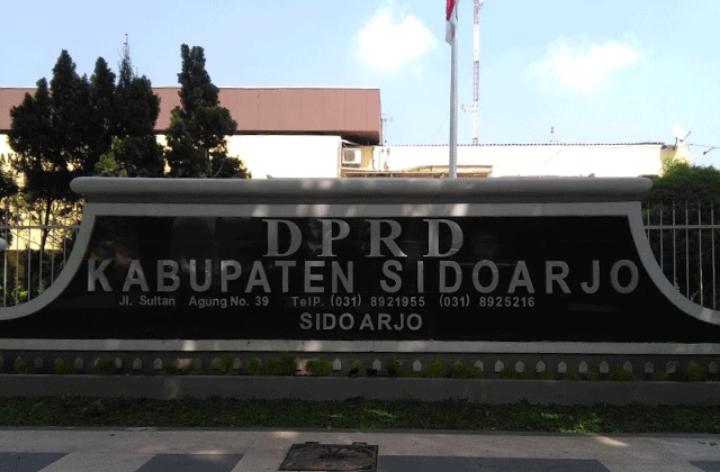 DPRD
KABUPATEN SIDOARJO
Jl. Sultan Agung No. 39 TelP. (031) 8921955 (031) 8925216
SIDOARJO